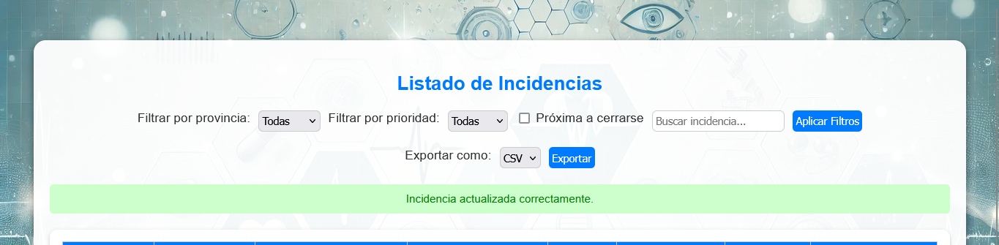 Listado de Incidencias
Filtrar por provincia: Todas Filtrar por prioridad: Todas Próxima a cerrarse Buscar incidencia... Aplicar Filtros
Exportar como: CSV Exportar
Incidencia actualizada correctamente.